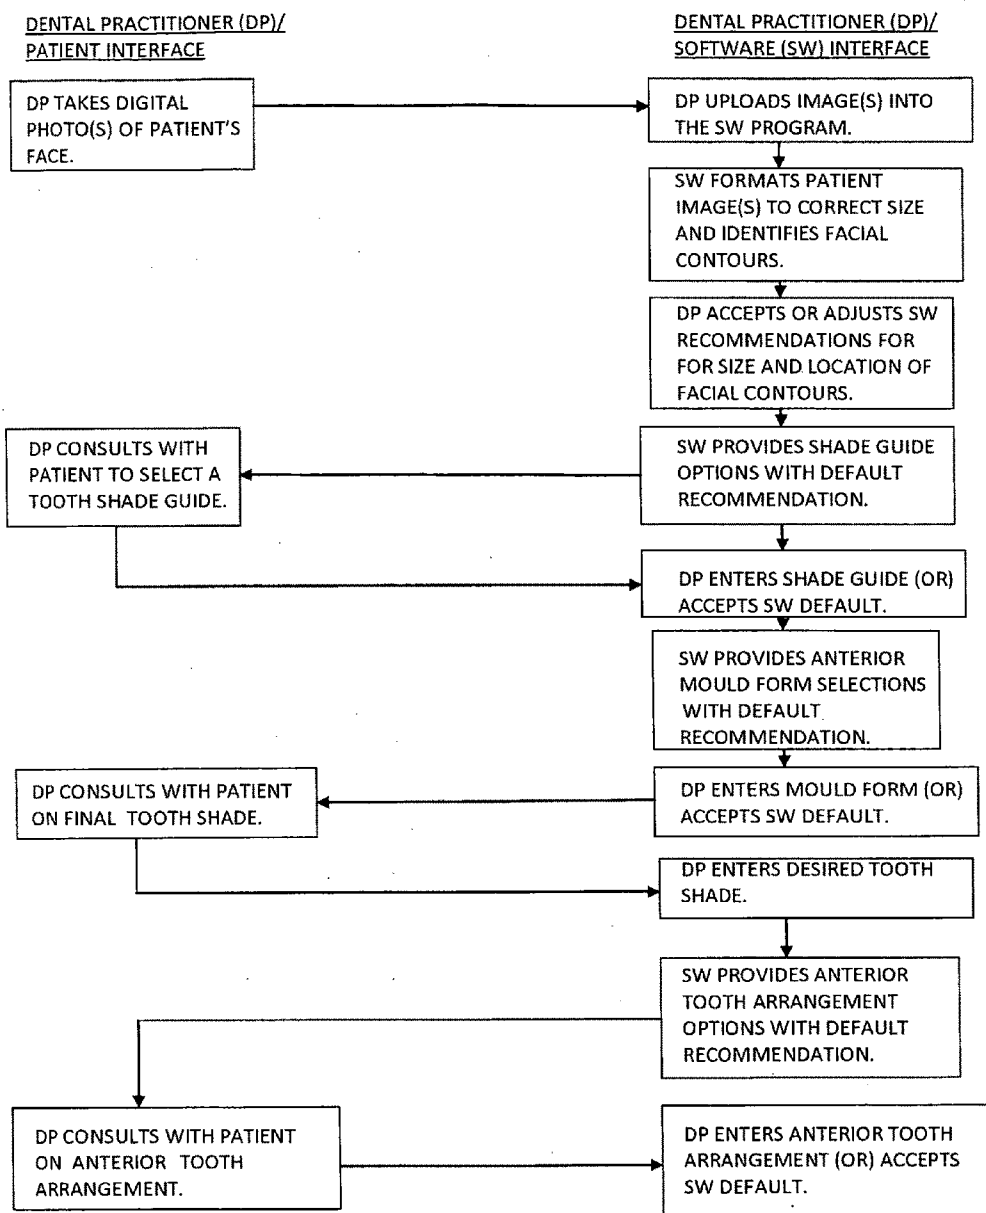 DENTAL PRACTITIONER (DP)/
PATIENT INTERFACE
DENTAL PRACTITIONER (DP)/
SOFTWARE (SW) INTERFACE
DP TAKES DIGITAL
PHOTO(S) OF PATIENT'S
FACE.
DP UPLOADS IMAGE(S) INTO
THE SW PROGRAM.
SW FORMATS PATIENT
IMAGE(S) TO CORRECT SIZE
AND IDENTIFIES FACIAL
CONTOURS.
DP ACCEPTS OR ADJUSTS SW
RECOMMENDATIONS FOR
FOR SIZE AND LOCATION OF
FACIAL CONTOURS.
DP CONSULTS WITH
PATIENT TO SELECT A
TOOTH SHADE GUIDE.
SW PROVIDES SHADE GUIDE
OPTIONS WITH DEFAULT
RECOMMENDATION.
DP ENTERS SHADE GUIDE (OR)
ACCEPTS SW DEFAULT.
SW PROVIDES ANTERIOR
MOULD FORM SELECTIONS
WITH DEFAULT
RECOMMENDATION.
DP CONSULTS WITH PATIENT
ON FINAL TOOTH SHADE.
DP ENTERS MOULD FORM (OR)
ACCEPTS SW DEFAULT.
DP ENTERS DESIRED TOOTH
SHADE.
SW PROVIDES ANTERIOR
TOOTH ARRANGEMENT
OPTIONS WITH DEFAULT
RECOMMENDATION.
DP CONSULTS WITH PATIENT
ON ANTERIOR TOOTH
ARRANGEMENT.
DP ENTERS ANTERIOR TOOTH
ARRANGEMENT (OR) ACCEPTS
SW DEFAULT.